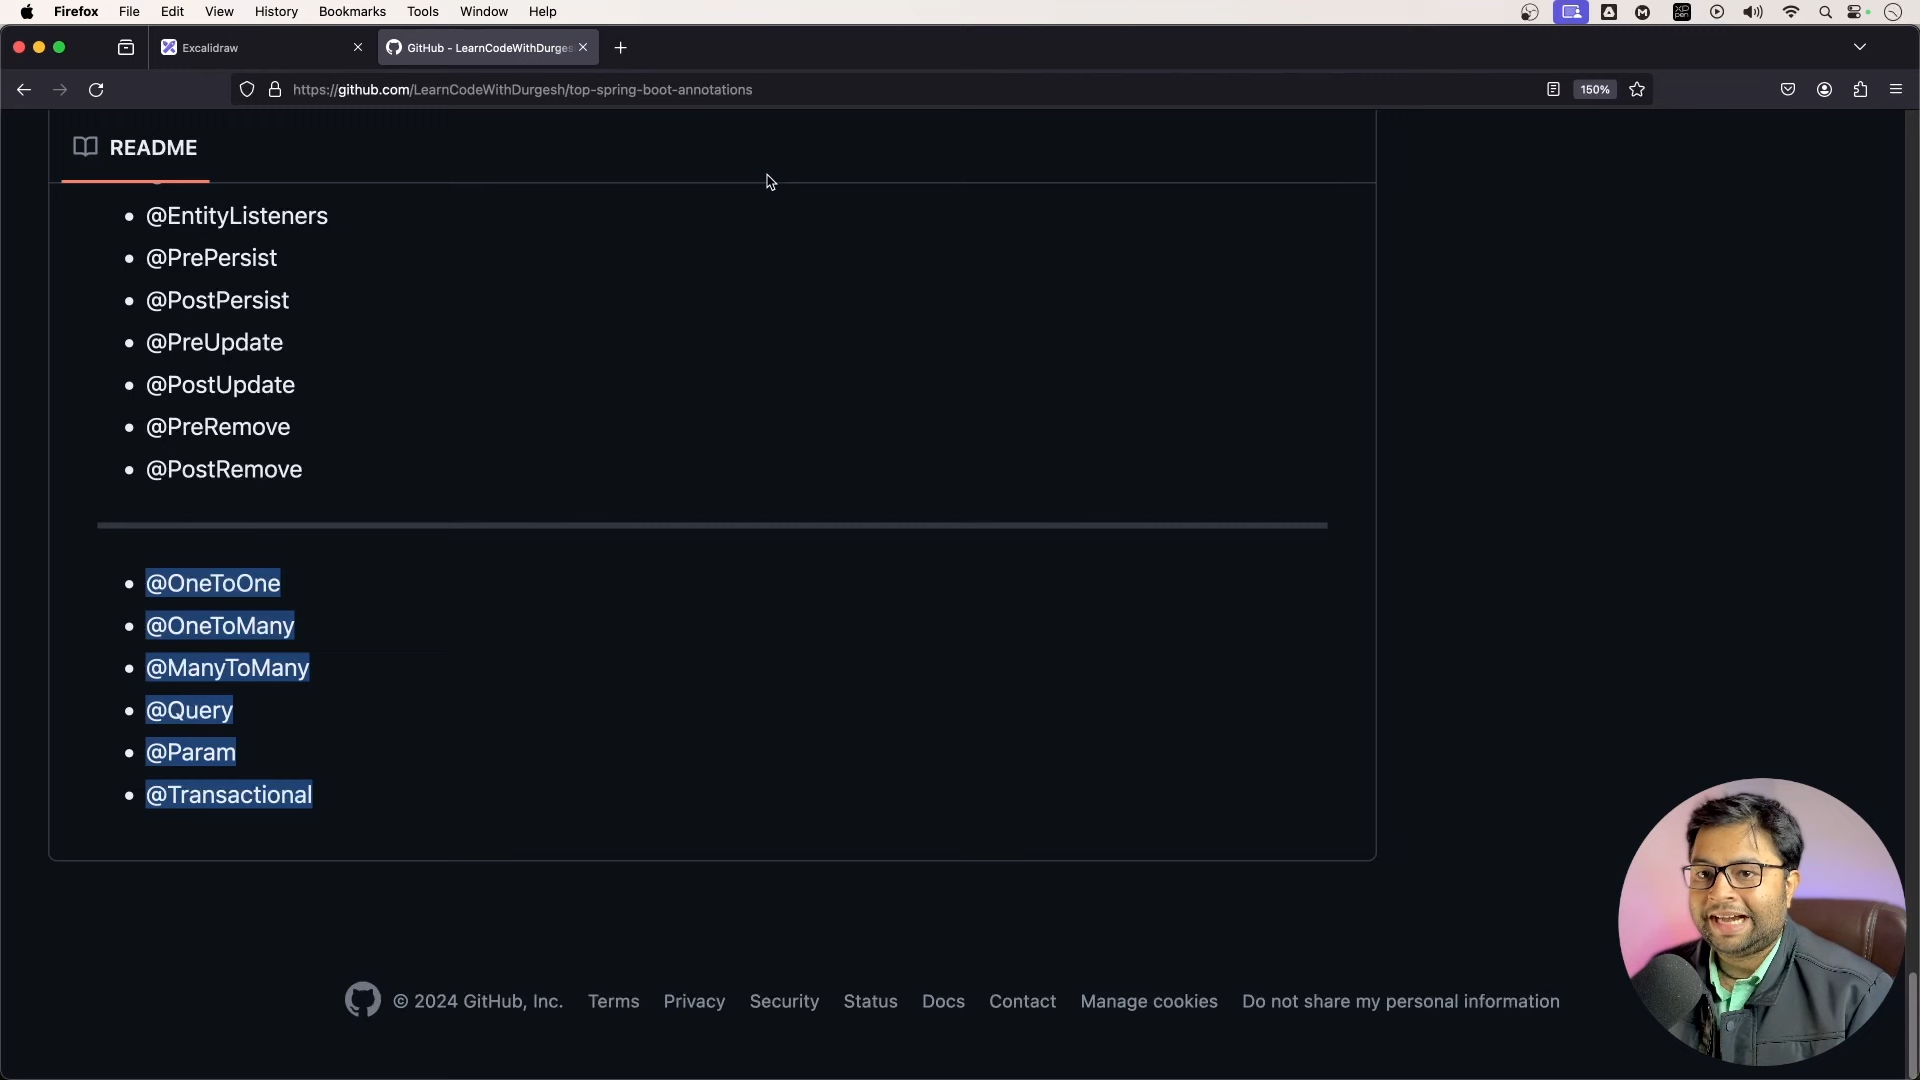 Firefox File Edit View History Bookmarks Tools Window Help
Excalidraw
GitHub - LearnCodeWithDurges
https://github.com/LearnCodeWithDurgesh/top-spring-boot-annotations
150%
README
@EntityListeners
@PrePersist
@PostPersist
@PreUpdate
@PostUpdate
@PreRemove
@PostRemove
@OneToOne
@OneToMany
@ManyToMany
@Query
@Param
@Transactional
© 2024 GitHub, Inc. Terms Privacy Security Status Docs Contact Manage cookies Do not share my personal information